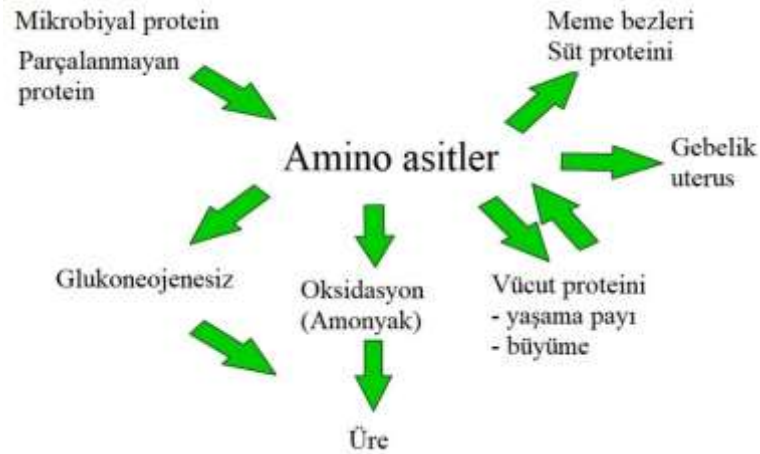 Mikrobiyal protein
Parçalanmayan
protein
Meme bezleri
Süt proteini
Amino asitler
Gebelik
uterus
Glukoneojenesiz
Oksidasyon
(Amonyak)
Vücut proteini
- yaşama payı
- büyüme
Üre